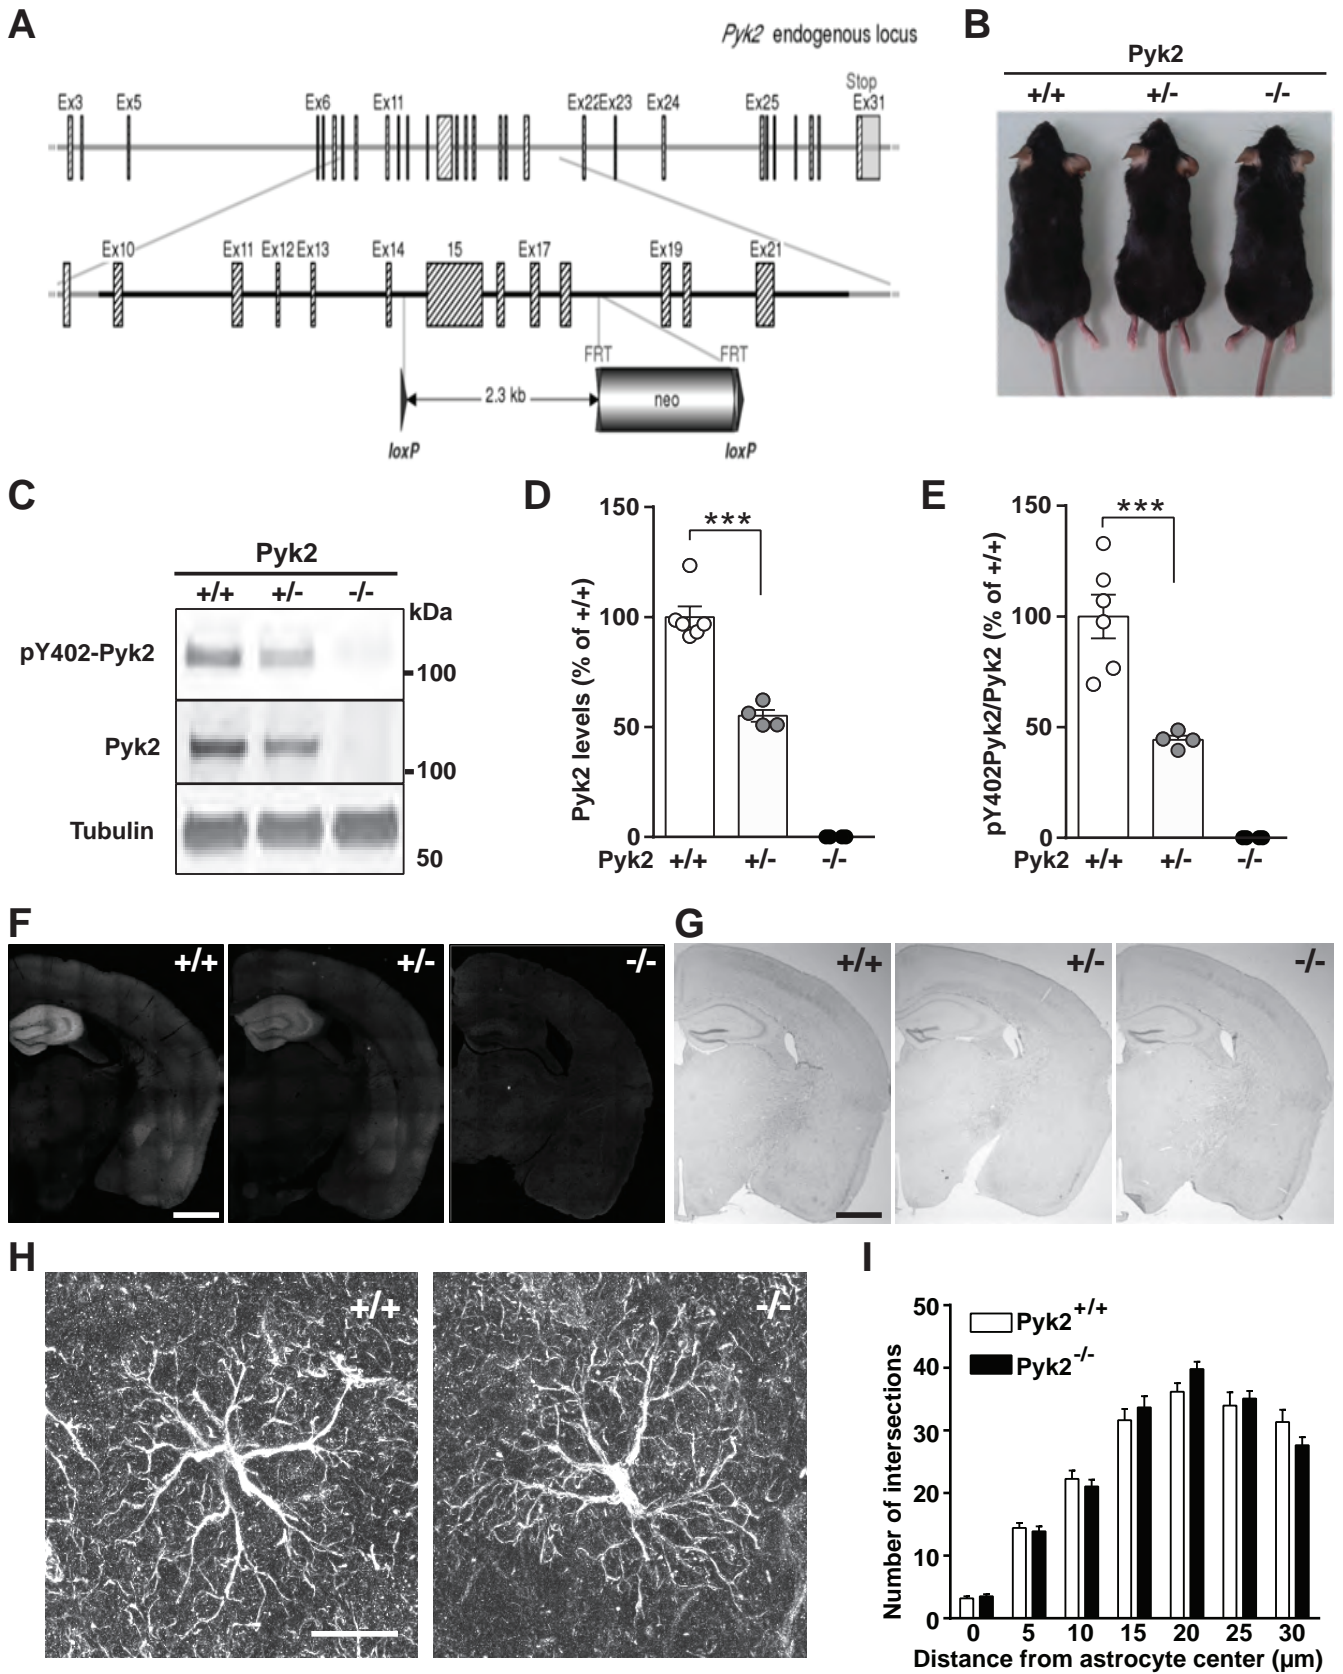 A
Pyk2 endogenous locus
Stop
Ex3 Ex5 Ex6 Ex11 Ex22 Ex23 Ex24 Ex25 Ex31
Ex10 Ex11 Ex12 Ex13 Ex14 15 Ex17 Ex19 Ex21
FRT FRT
2.3 kb neo
loxP loxP
B
Pyk2
+/+ +/- -/-
C
Pyk2
+/+ +/- -/-
kDa
pY402-Pyk2
100
Pyk2
100
Tubulin
50
D
Pyk2 levels (% of +/+)
150
100
50
0
***
Pyk2 +/+ +/- -/-
E
pY402Pyk2/Pyk2 (% of +/+)
150
100
50
0
***
Pyk2 +/+ +/- -/-
F
+/+ +/- -/-
G
+/+ +/- -/-
H
+/+ -/-
I
Number of intersections
50
40
30
20
10
0
Pyk2+/+
Pyk2-/-
0 5 10 15 20 25 30
Distance from astrocyte center (µm)